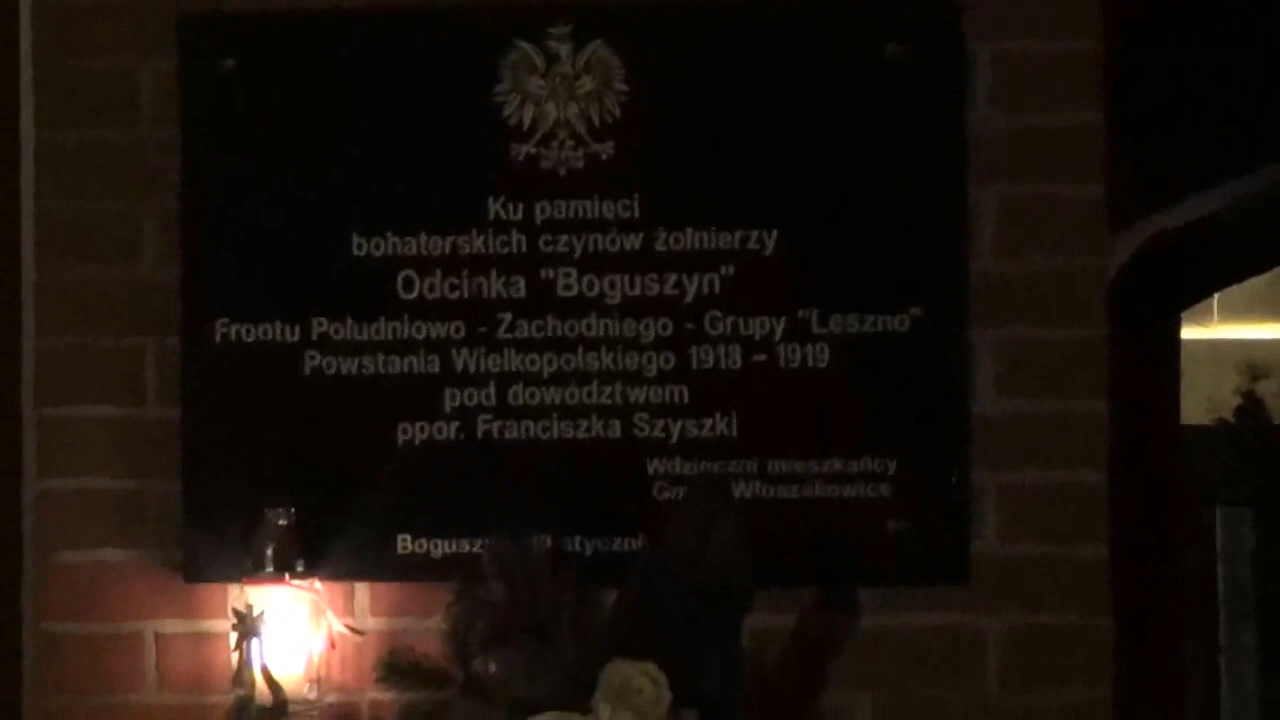 Ku pamięci
bohaterskich czynów żołnierzy
Odcinka "Boguszyn"
Frontu Południowo - Zachodniego - Grupy "Leszno"
Powstania Wielkopolskiego 1918 - 1919
pod dowództwem
ppor. Franciszka Szyszki
Wdzięczni mieszkańcy
Włoszakowice